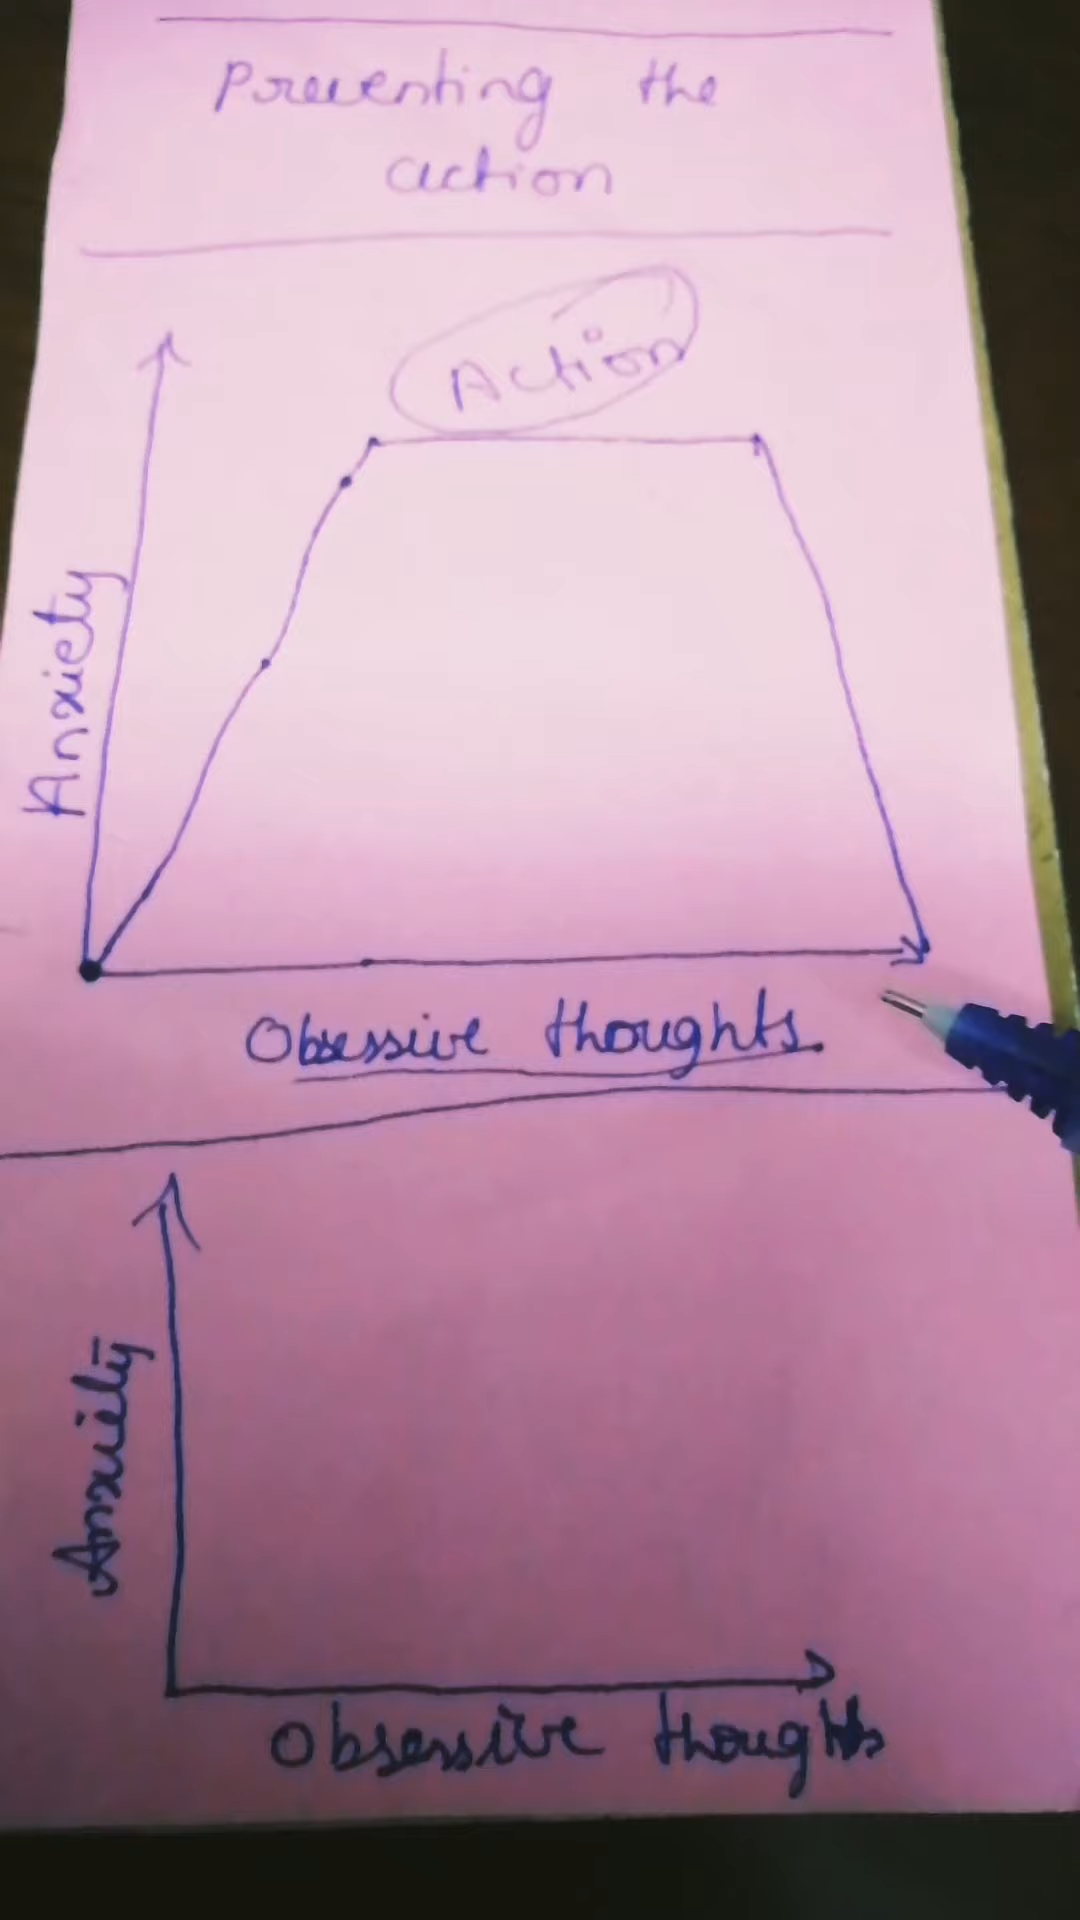 Preventing the
action
Action
Anxiety
Obsessive thoughts.
Anxiety
Obsessive thoughts